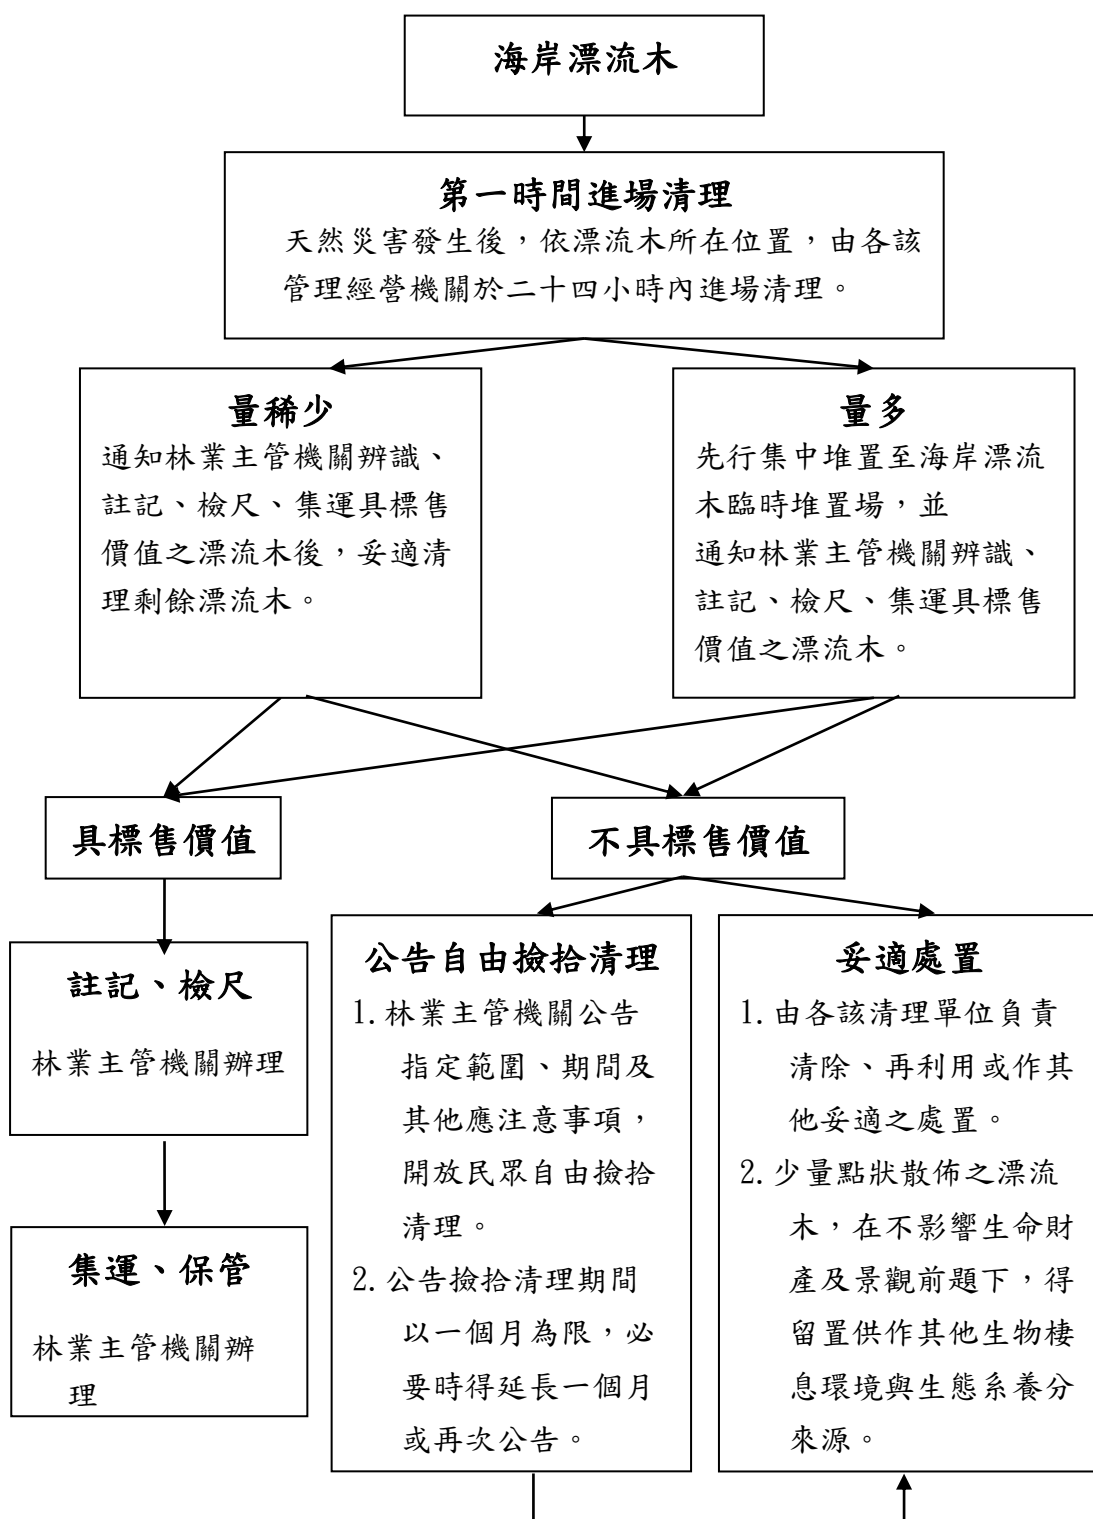 海岸漂流木
第一時間進場清理
天然災害發生後，依漂流木所在位置，由各該
管理經營機關於二十四小時內進場清理。
量稀少
通知林業主管機關辨識、
註記、檢尺、集運具標售
價值之漂流木後，妥適清
理剩餘漂流木。
量多
先行集中堆置至海岸漂流
木臨時堆置場，並
通知林業主管機關辨識、
註記、檢尺、集運具標售
價值之漂流木。
具標售價值
不具標售價值
註記、檢尺
林業主管機關辦理
集運、保管
林業主管機關辦
理
公告自由撿拾清理
1.林業主管機關公告
指定範圍、期間及
其他應注意事項，
開放民眾自由撿拾
清理。
2.公告撿拾清理期間
以一個月為限，必
要時得延長一個月
或再次公告。
妥適處置
1.由各該清理單位負責
清除、再利用或作其
他妥適之處置。
2.少量點狀散佈之漂流
木，在不影響生命財
產及景觀前題下，得
留置供作其他生物棲
息環境與生態系養分
來源。